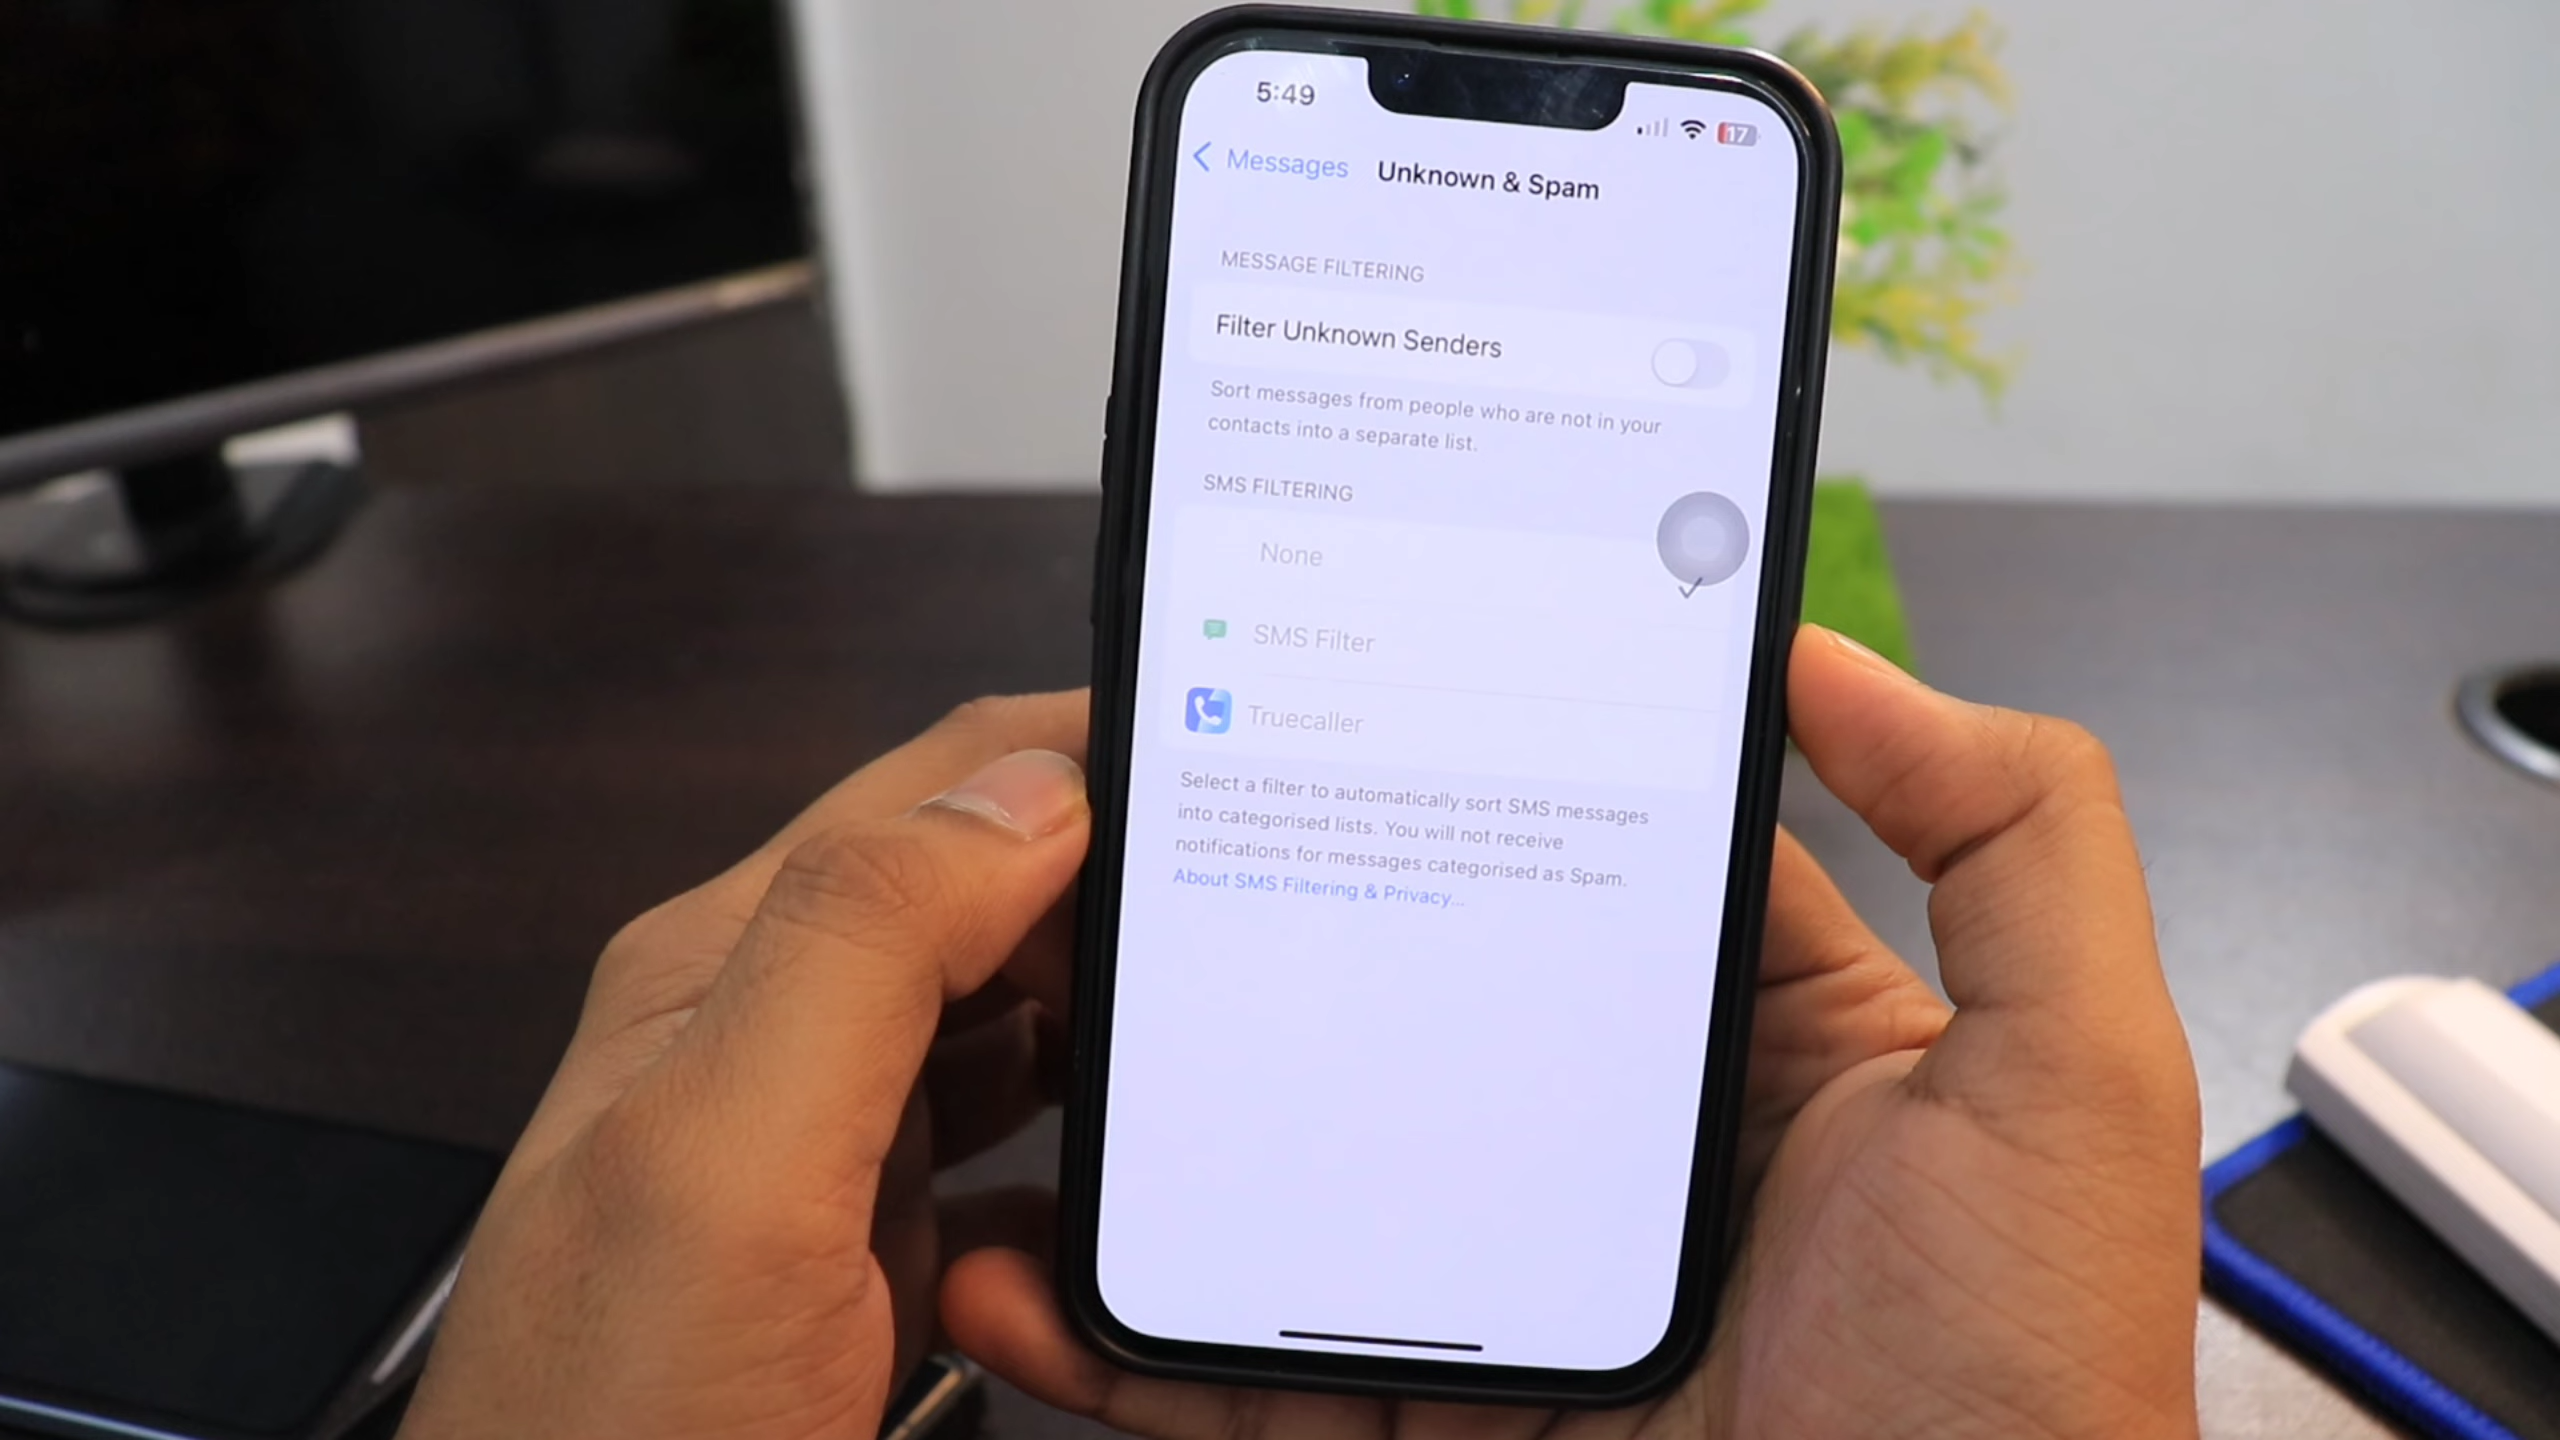 5:49
17
Messages
Unknown & Spam
MESSAGE FILTERING
Filter Unknown Senders
Sort messages from people who are not in your
contacts into a separate list.
SMS FILTERING
None
SMS Filter
Truecaller
Select a filter to automatically sort SMS messages
into categorised lists. You will not receive
notifications for messages categorised as Spam.
About SMS Filtering & Privacy...